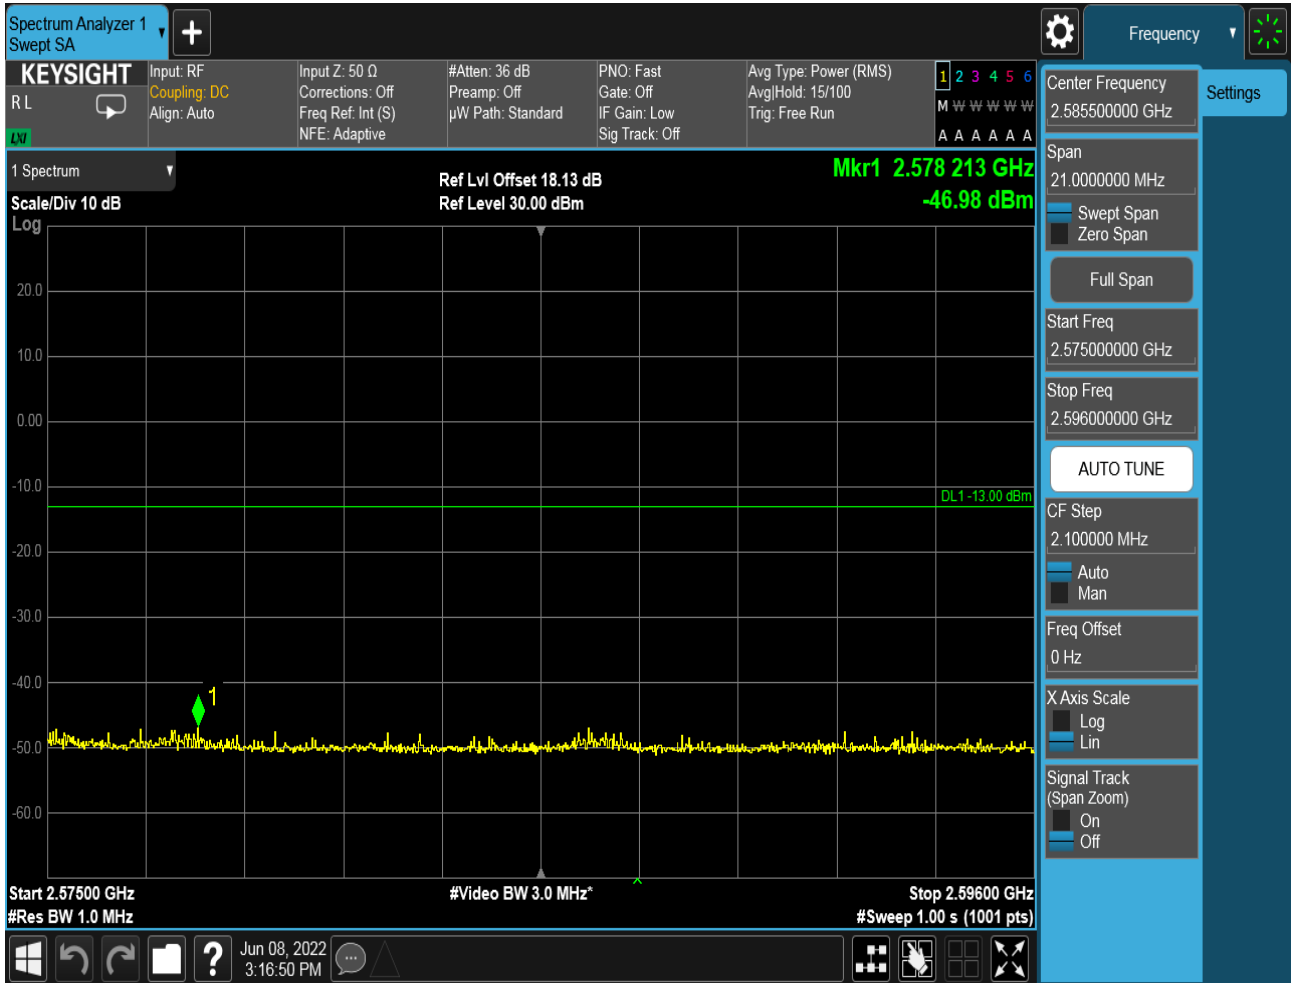 Spectrum Analyzer 1
Swept SA
Frequency
KEYSIGHT
R L
LXI
Input: RF
Coupling: DC
Align: Auto
Input Z: 50 Ω
Corrections: Off
Freq Ref: Int (S)
NFE: Adaptive
#Atten: 36 dB
Preamp: Off
µW Path: Standard
PNO: Fast
Gate: Off
IF Gain: Low
Sig Track: Off
Avg Type: Power (RMS)
Avg|Hold: 15/100
Trig: Free Run
1 2 3 4 5 6
M W W W W W
A A A A A A
1 Spectrum
Scale/Div 10 dB
Log
Ref Lvl Offset 18.13 dB
Ref Level 30.00 dBm
Mkr1 2.578 213 GHz
-46.98 dBm
20.0
10.0
0.00
-10.0
DL1 -13.00 dBm
-20.0
-30.0
-40.0
1
-50.0
-60.0
Start 2.57500 GHz
#Video BW 3.0 MHz*
Stop 2.59600 GHz
#Res BW 1.0 MHz
#Sweep 1.00 s (1001 pts)
Jun 08, 2022
3:16:50 PM
Center Frequency
2.585500000 GHz
Settings
Span
21.0000000 MHz
Swept Span
Zero Span
Full Span
Start Freq
2.575000000 GHz
Stop Freq
2.596000000 GHz
AUTO TUNE
CF Step
2.100000 MHz
Auto
Man
Freq Offset
0 Hz
X Axis Scale
Log
Lin
Signal Track
(Span Zoom)
On
Off